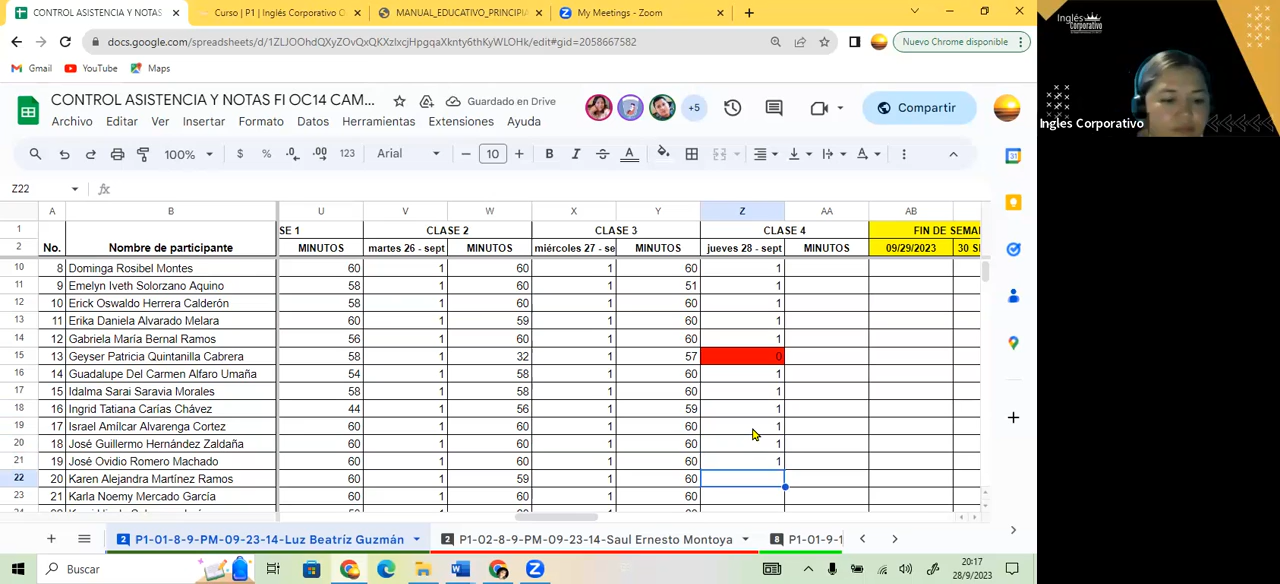 CONTROL ASISTENCIA Y NOTAS
Curso | P1 | Inglés Corporativo O
MANUAL_EDUCATIVO_PRINCIPIA
My Meetings - Zoom
docs.google.com/spreadsheets/d/1ZLJOOhdQXyZOvQxQKXzlxcjHpgqaXknty6thKyWLOHk/edit#gid=2058667582
Nuevo Chrome disponible
Gmail
YouTube
Maps
CONTROL ASISTENCIA Y NOTAS FI OC14 CAM...
Guardado en Drive
+5
Compartir
Archivo Editar Ver Insertar Formato Datos Herramientas Extensiones Ayuda
100% $ % .0 .00 123 Arial 10 B I A
Z22 fx
A B U V W X Y Z AA AB
1 SE 1 CLASE 2 CLASE 3 CLASE 4 FIN DE SEMA
2 No. Nombre de participante MINUTOS martes 26 - sept MINUTOS miércoles 27 - se MINUTOS jueves 28 - sept MINUTOS 09/29/2023 30 SE
10 8 Dominga Rosibel Montes 60 1 60 1 60 1
11 9 Emelyn Iveth Solorzano Aquino 58 1 60 1 51 1
12 10 Erick Oswaldo Herrera Calderón 58 1 60 1 60 1
13 11 Erika Daniela Alvarado Melara 60 1 59 1 60 1
14 12 Gabriela María Bernal Ramos 56 1 60 1 60 1
15 13 Geyser Patricia Quintanilla Cabrera 58 1 32 1 57 0
16 14 Guadalupe Del Carmen Alfaro Umaña 54 1 58 1 60 1
17 15 Idalma Sarai Saravia Morales 58 1 58 1 60 1
18 16 Ingrid Tatiana Carías Chávez 44 1 56 1 59 1
19 17 Israel Amílcar Alvarenga Cortez 60 1 60 1 60 1
20 18 José Guillermo Hernández Zaldaña 60 1 60 1 60 1
21 19 José Ovidio Romero Machado 60 1 60 1 60 1
22 20 Karen Alejandra Martínez Ramos 60 1 59 1 60
23 21 Karla Noemy Mercado García 60 1 60 1 60
2 P1-01-8-9-PM-09-23-14-Luz Beatríz Guzmán
2 P1-02-8-9-PM-09-23-14-Saul Ernesto Montoya
8 P1-01-9-1
Buscar
20:17
28/9/2023
Inglés
Corporativo
Ingles Corporativo